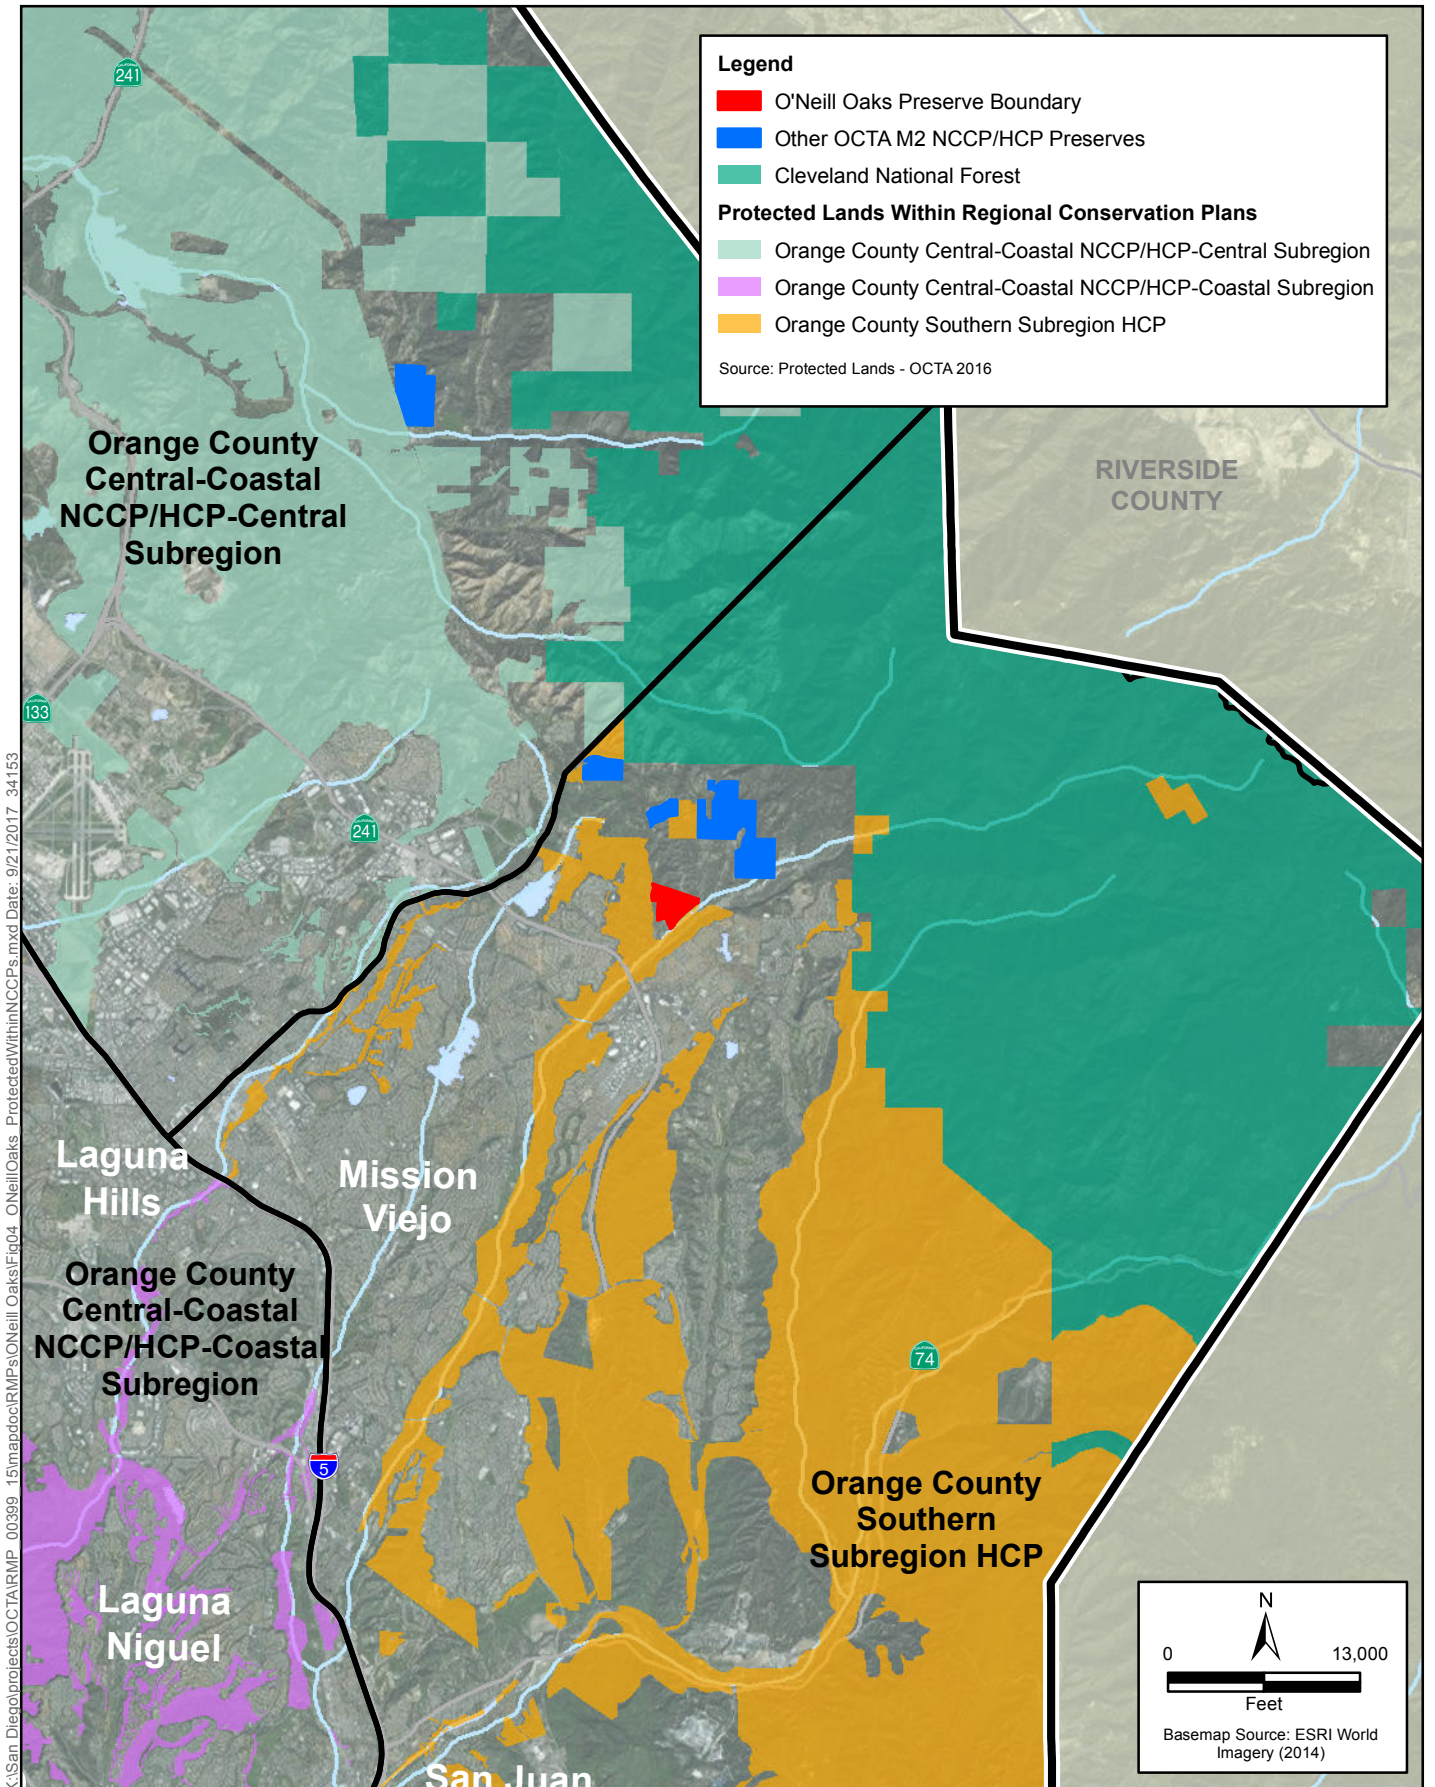 241
Legend
O'Neill Oaks Preserve Boundary
Other OCTA M2 NCCP/HCP Preserves
Cleveland National Forest
Protected Lands Within Regional Conservation Plans
Orange County Central-Coastal NCCP/HCP-Central Subregion
Orange County Central-Coastal NCCP/HCP-Coastal Subregion
Orange County Southern Subregion HCP
Source: Protected Lands - OCTA 2016
Orange County
Central-Coastal
NCCP/HCP-Central
Subregion
RIVERSIDE
COUNTY
133
241
Laguna
Hills
Mission
Viejo
Orange County
Central-Coastal
NCCP/HCP-Coastal
Subregion
74
5
Orange County
Southern
Subregion HCP
Laguna
Niguel
San Juan
N
0 13,000
Feet
Basemap Source: ESRI World
Imagery (2014)
K:\San Diego\projects\OCTA\RMP_00399_15\mapdoc\RMPs\ONeill Oaks\Fig04_ONeilOaks_ProtectedWithinNCCPs.mxd Date: 9/21/2017 34153